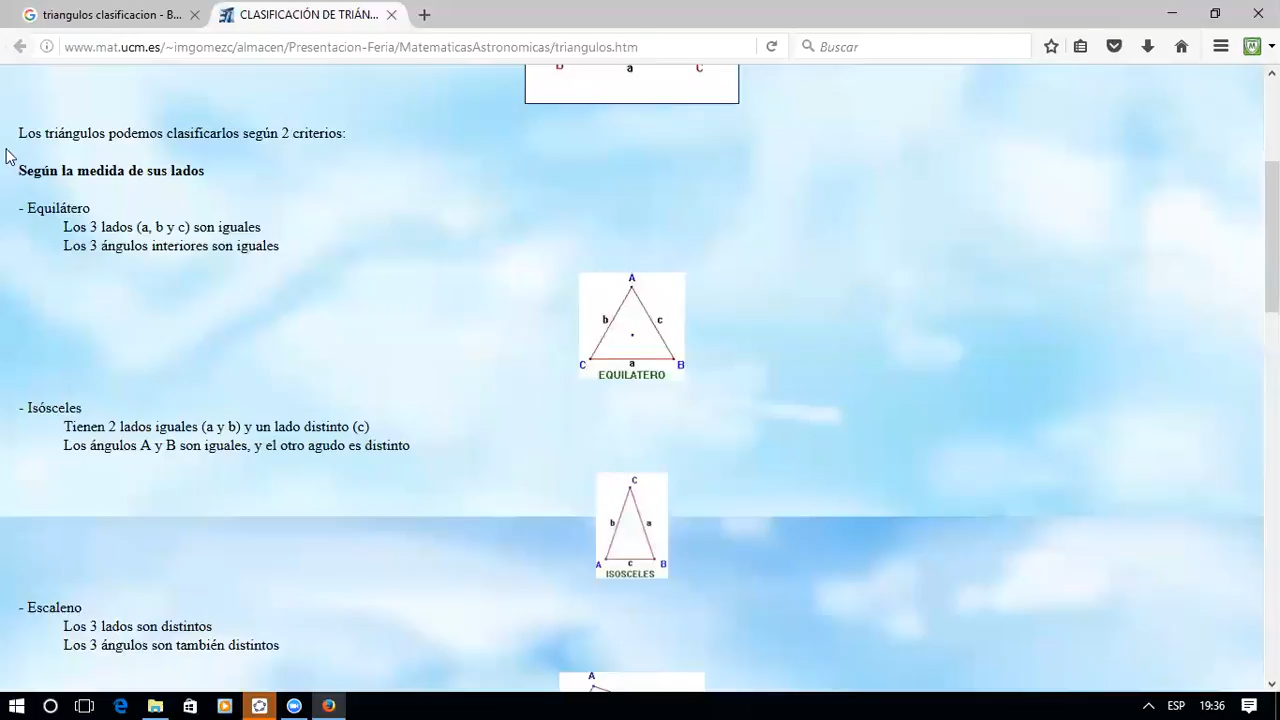 triangulos clasificacion - B...
CLASIFICACIÓN DE TRIÁN...
www.mat.ucm.es/~imgomezc/almacen/Presentacion-Feria/MatematicasAstronomicas/triangulos.htm
Buscar
b a C
Los triángulos podemos clasificarlos según 2 criterios:
Según la medida de sus lados
- Equilátero
Los 3 lados (a, b y c) son iguales
Los 3 ángulos interiores son iguales
A
b c
C a B
EQUILATERO
- Isósceles
Tienen 2 lados iguales (a y b) y un lado distinto (c)
Los ángulos A y B son iguales, y el otro agudo es distinto
C
b a
A c B
ISOSCELES
- Escaleno
Los 3 lados son distintos
Los 3 ángulos son también distintos
A
ESP 19:36